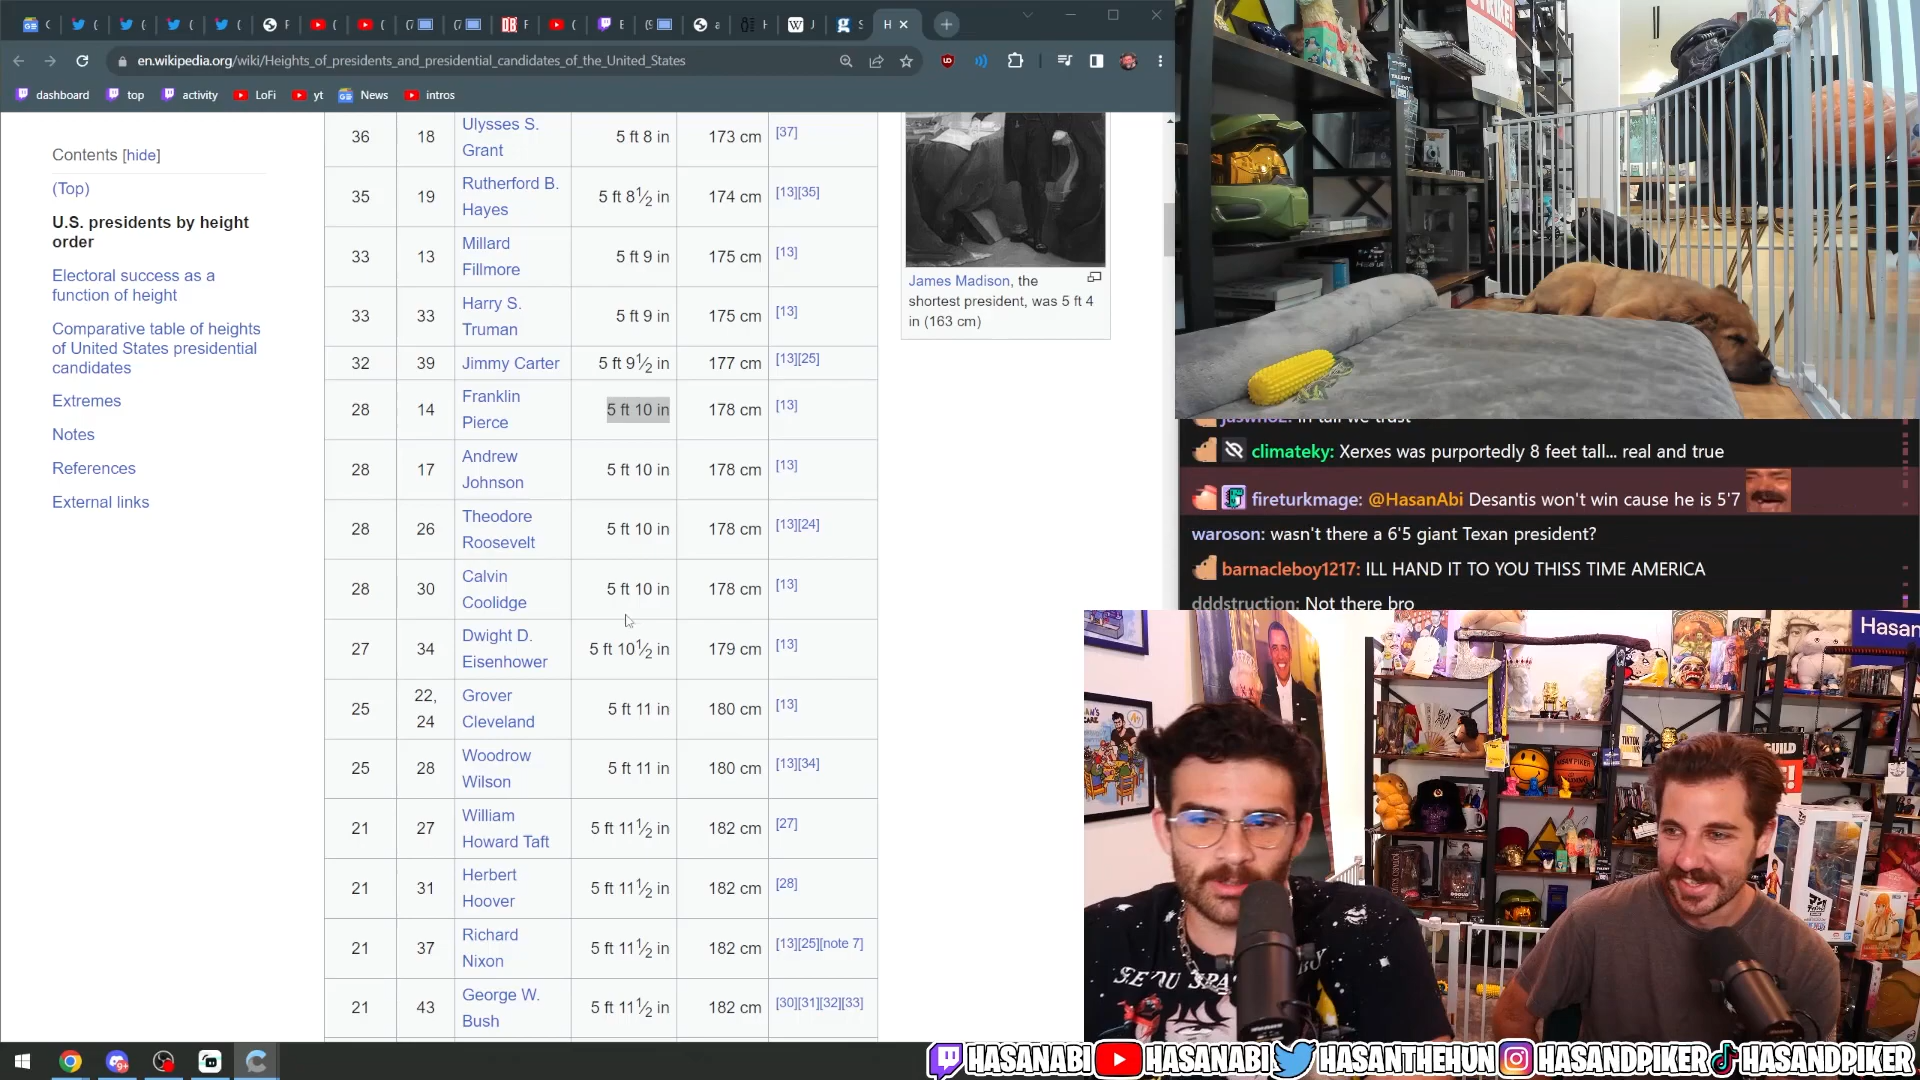 en.wikipedia.org/wiki/Heights_of_presidents_and_presidential_candidates_of_the_United_States
dashboard top activity LoFi yt News intros
Contents [hide]
(Top)
U.S. presidents by height
order
Electoral success as a
function of height
Comparative table of heights
of United States presidential
candidates
Extremes
Notes
References
External links
36 18 Ulysses S.
Grant 5 ft 8 in 173 cm [37]
35 19 Rutherford B.
Hayes 5 ft 8½ in 174 cm [13][35]
33 13 Millard
Fillmore 5 ft 9 in 175 cm [13]
33 33 Harry S.
Truman 5 ft 9 in 175 cm [13]
32 39 Jimmy Carter 5 ft 9½ in 177 cm [13][25]
28 14 Franklin
Pierce 5 ft 10 in 178 cm [13]
28 17 Andrew
Johnson 5 ft 10 in 178 cm [13]
28 26 Theodore
Roosevelt 5 ft 10 in 178 cm [13][24]
28 30 Calvin
Coolidge 5 ft 10 in 178 cm [13]
27 34 Dwight D.
Eisenhower 5 ft 10½ in 179 cm [13]
25 22,
24 Grover
Cleveland 5 ft 11 in 180 cm [13]
25 28 Woodrow
Wilson 5 ft 11 in 180 cm [13][34]
21 27 William
Howard Taft 5 ft 11½ in 182 cm [27]
21 31 Herbert
Hoover 5 ft 11½ in 182 cm [28]
21 37 Richard
Nixon 5 ft 11½ in 182 cm [13][25][note 7]
21 43 George W.
Bush 5 ft 11½ in 182 cm [30][31][32][33]
James Madison, the
shortest president, was 5 ft 4
in (163 cm)
STRIKE!
climateky: Xerxes was purportedly 8 feet tall... real and true
fireturkmage: @HasanAbi Desantis won't win cause he is 5'7
waroson: wasn't there a 6'5 giant Texan president?
barnacleboy1217: ILL HAND IT TO YOU THISS TIME AMERICA
dddstruction: Not there bro
Hasan
GUILD
HASANABI HASANABI HASANTHEHUN HASANDPIKER HASANDPIKER